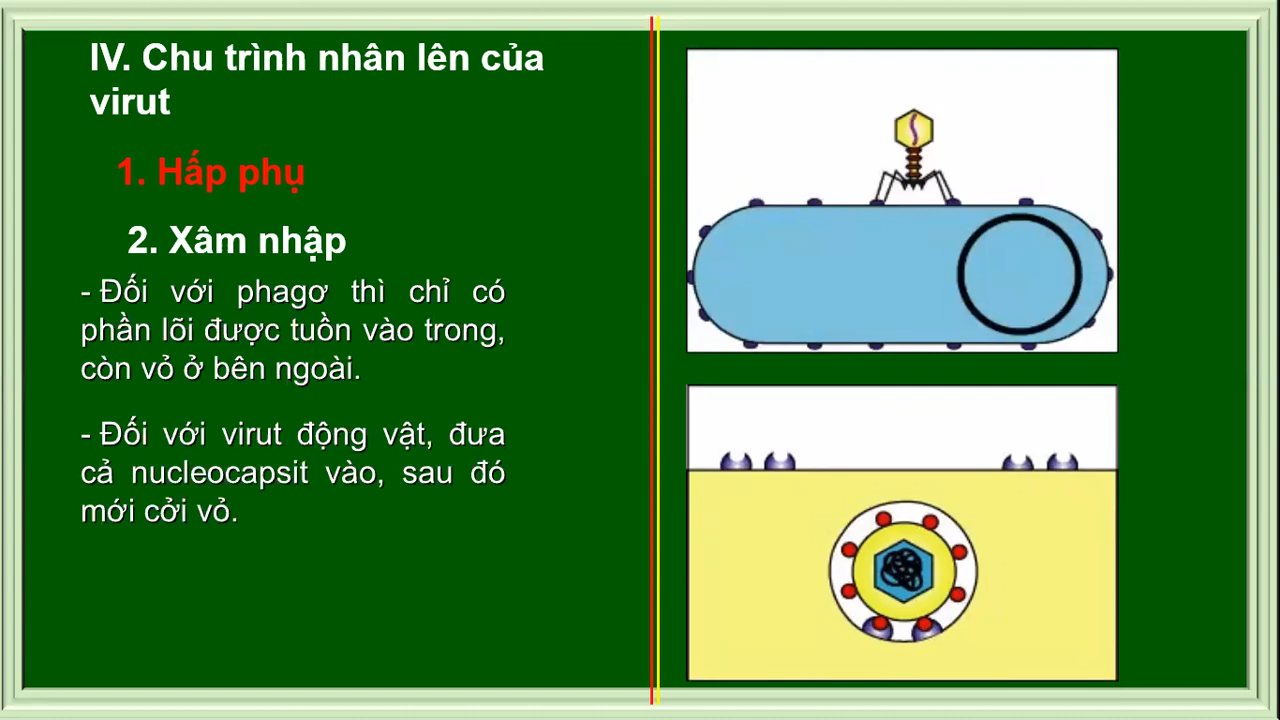 IV. Chu trình nhân lên của
virut
1. Hấp phụ
2. Xâm nhập
- Đối với phagơ thì chỉ có
phần lõi được tuồn vào trong,
còn vỏ ở bên ngoài.
- Đối với virut động vật, đưa
cả nucleocapsit vào, sau đó
mới cởi vỏ.